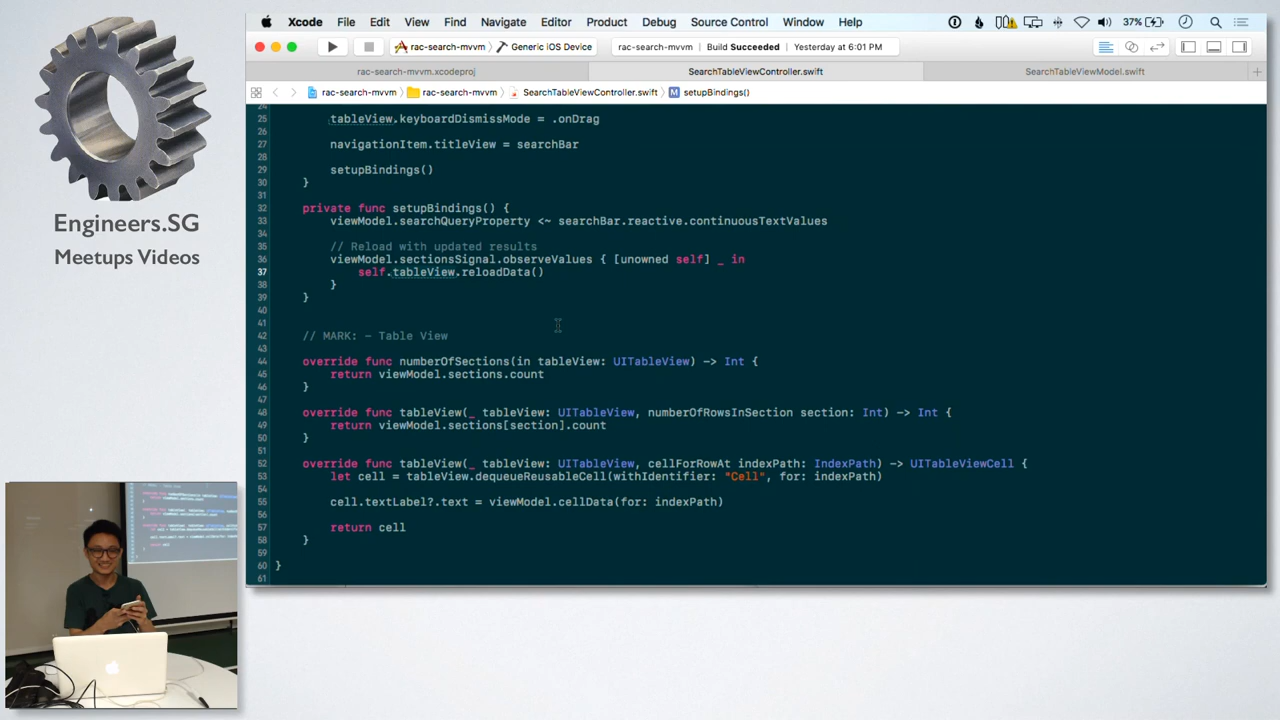 Xcode File Edit View Find Navigate Editor Product Debug Source Control Window Help 37%
rac-search-mvvm Generic iOS Device rac-search-mvvm Build Succeeded Yesterday at 6:01 PM
rac-search-mvvm.xcodeproj SearchTableViewController.swift SearchTableViewModel.swift
rac-search-mvvm rac-search-mvvm SearchTableViewController.swift M setupBindings()
24
25 tableView.keyboardDismissMode = .onDrag
26
27 navigationItem.titleView = searchBar
28
29 setupBindings()
30 }
31
32 private func setupBindings() {
33 viewModel.searchQueryProperty <~ searchBar.reactive.continuousTextValues
34
35 // Reload with updated results
36 viewModel.sectionsSignal.observeValues { [unowned self] _ in
37 self.tableView.reloadData()
38 }
39 }
40
41
42 // MARK: - Table View
43
44 override func numberOfSections(in tableView: UITableView) -> Int {
45 return viewModel.sections.count
46 }
47
48 override func tableView(_ tableView: UITableView, numberOfRowsInSection section: Int) -> Int {
49 return viewModel.sections[section].count
50 }
51
52 override func tableView(_ tableView: UITableView, cellForRowAt indexPath: IndexPath) -> UITableViewCell {
53 let cell = tableView.dequeueReusableCell(withIdentifier: "Cell", for: indexPath)
54
55 cell.textLabel?.text = viewModel.cellData(for: indexPath)
56
57 return cell
58 }
59
60 }
61
Engineers.SG
Meetups Videos